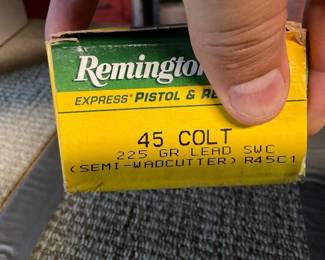 Remington
EXPRESS® PISTOL & RE
45 COLT
225 GR. LEAD SWC
(SEMI-WADCUTTER) R45C1